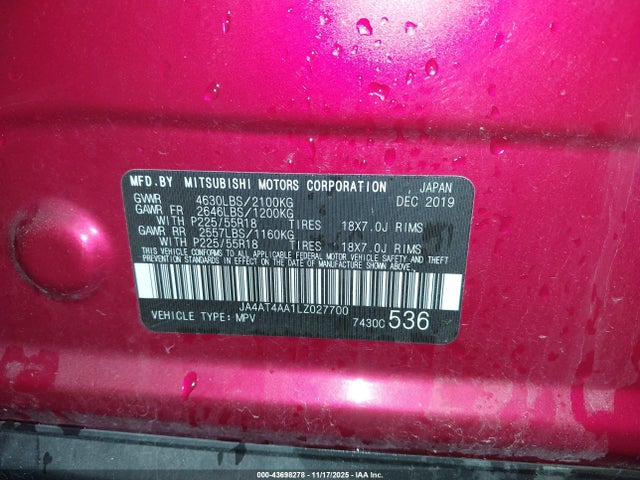 MFD.BY MITSUBISHI MOTORS CORPORATION JAPAN
GVWR 4630LBS/2100KG DEC 2019
GAWR FR 2646LBS/1200KG
WITH P225/55R18 TIRES 18X7.0J RIMS
GAWR RR 2557LBS/1160KG
WITH P225/55R18 TIRES 18X7.0J RIMS
THIS VEHICLE CONFORMS TO ALL APPLICABLE FEDERAL MOTOR VEHICLE SAFETY AND THEFT
PREVENTION STANDARDS IN EFFECT ON THE DATE OF MANUFACTURE SHOWN ABOVE.
JA4AT4AA1LZ027700
VEHICLE TYPE: MPV 7430C 536
000-43698278 - 11/17/2025 - IAA Inc.